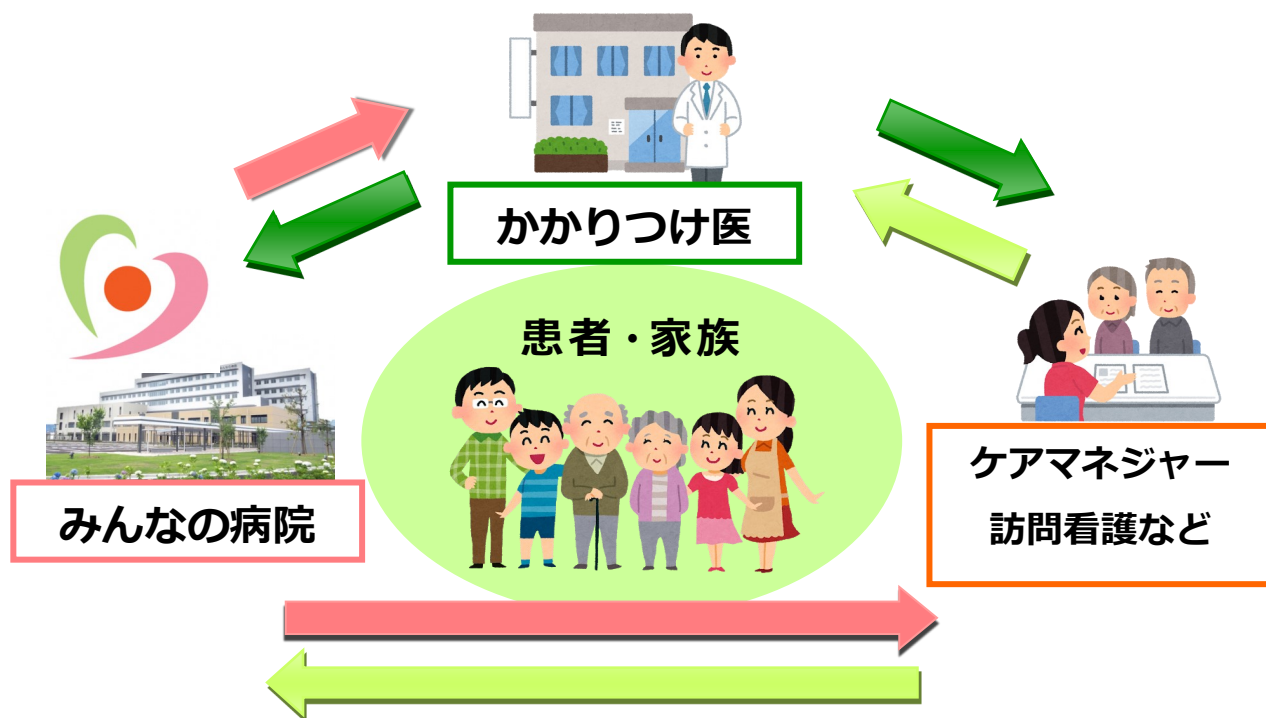 かかりつけ医
患者・家族
みんなの病院
ケアマネジャー
訪問看護など